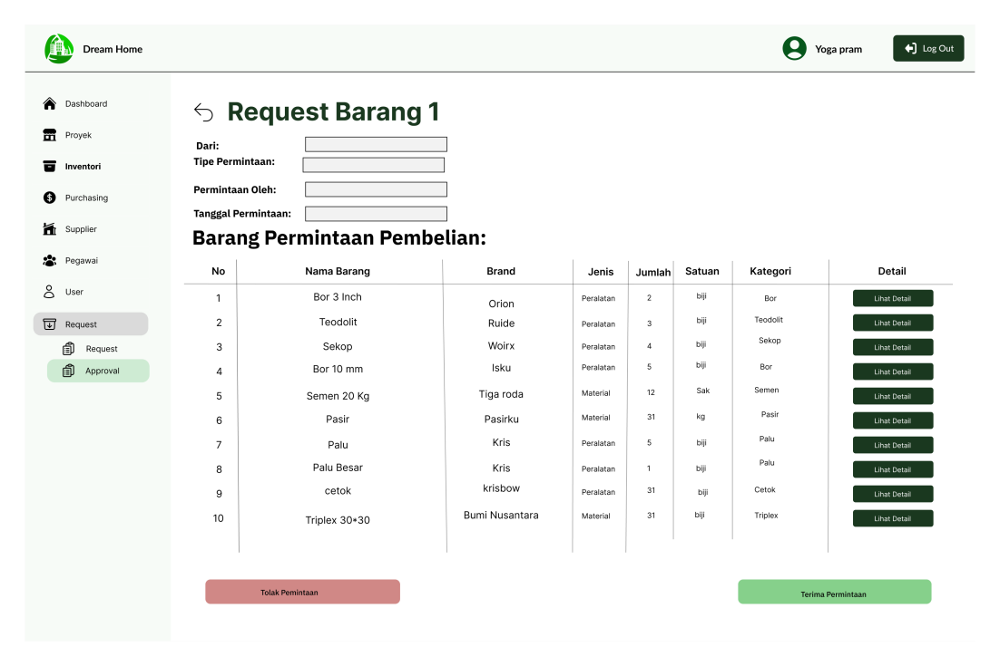 Dream Home
Yoga pram
Log Out
Dashboard
Proyek
Inventori
Purchasing
Supplier
Pegawai
User
Request
Request
Approval
Request Barang 1
Dari:
Tipe Permintaan:
Permintaan Oleh:
Tanggal Permintaan:
Barang Permintaan Pembelian:
No Nama Barang Brand Jenis Jumlah Satuan Kategori Detail
1 Bor 3 Inch Orion Peralatan 2 biji Bor Lihat Detail
2 Teodolit Ruide Peralatan 3 biji Teodolit Lihat Detail
3 Sekop Woirx Peralatan 4 biji Sekop Lihat Detail
4 Bor 10 mm Isku Peralatan 5 biji Bor Lihat Detail
5 Semen 20 Kg Tiga roda Material 12 Sak Semen Lihat Detail
6 Pasir Pasirku Material 31 kg Pasir Lihat Detail
7 Palu Kris Peralatan 5 biji Palu Lihat Detail
8 Palu Besar Kris Peralatan 1 biji Palu Lihat Detail
9 cetok krisbow Peralatan 31 biji Cetok Lihat Detail
10 Triplex 30*30 Bumi Nusantara Material 31 biji Triplex Lihat Detail
Tolak Pemintaan
Terima Permintaan